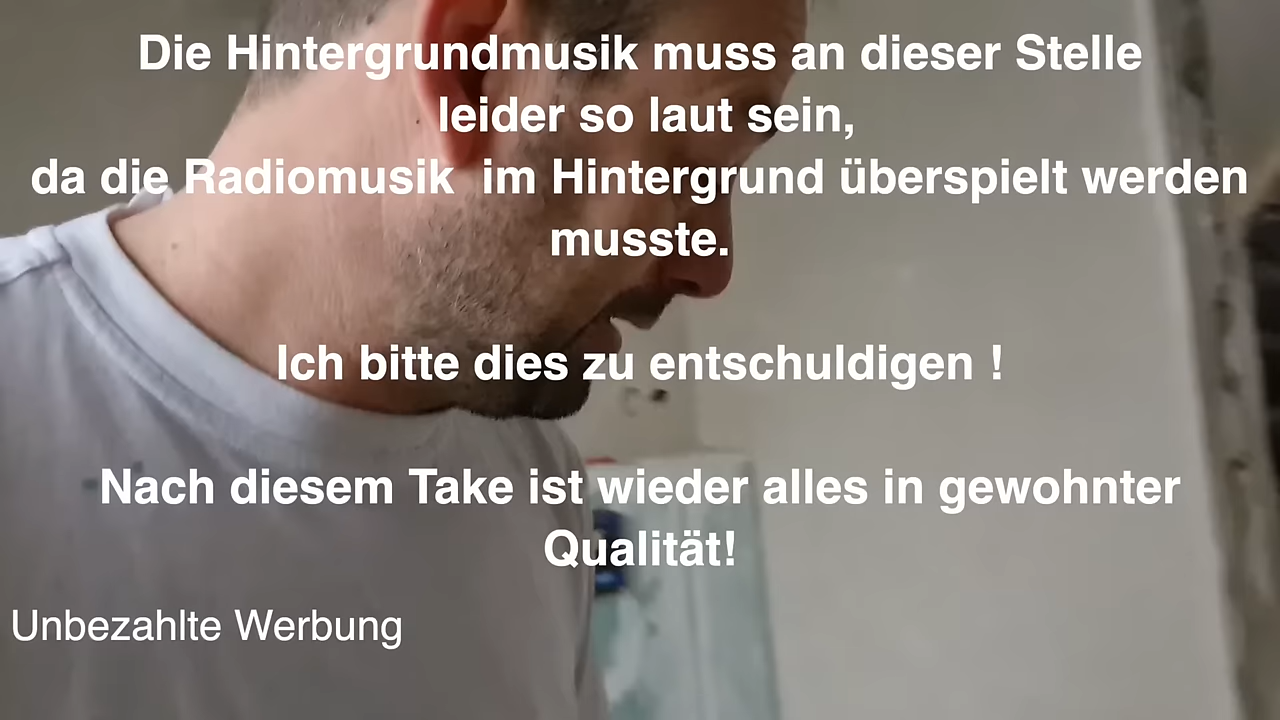 Die Hintergrundmusik muss an dieser Stelle
leider so laut sein,
da die Radiomusik  im Hintergrund überspielt werden
musste.
Ich bitte dies zu entschuldigen !
Nach diesem Take ist wieder alles in gewohnter
Qualität!
Unbezahlte Werbung